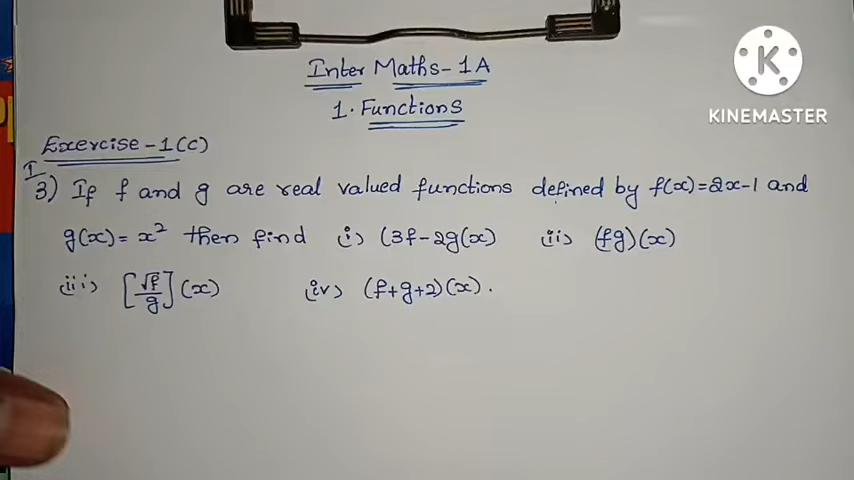 Inter Maths-1A
1. Functions
K
KINEMASTER
Exercise-1(c)
I
3) If f and g are real valued functions defined by f(x)=2x-1 and
g(x)= x² then find (i) (3f-2g(x) (ii) (fg)(x)
(iii) [√f/g](x) (iv) (f+g+2)(x).